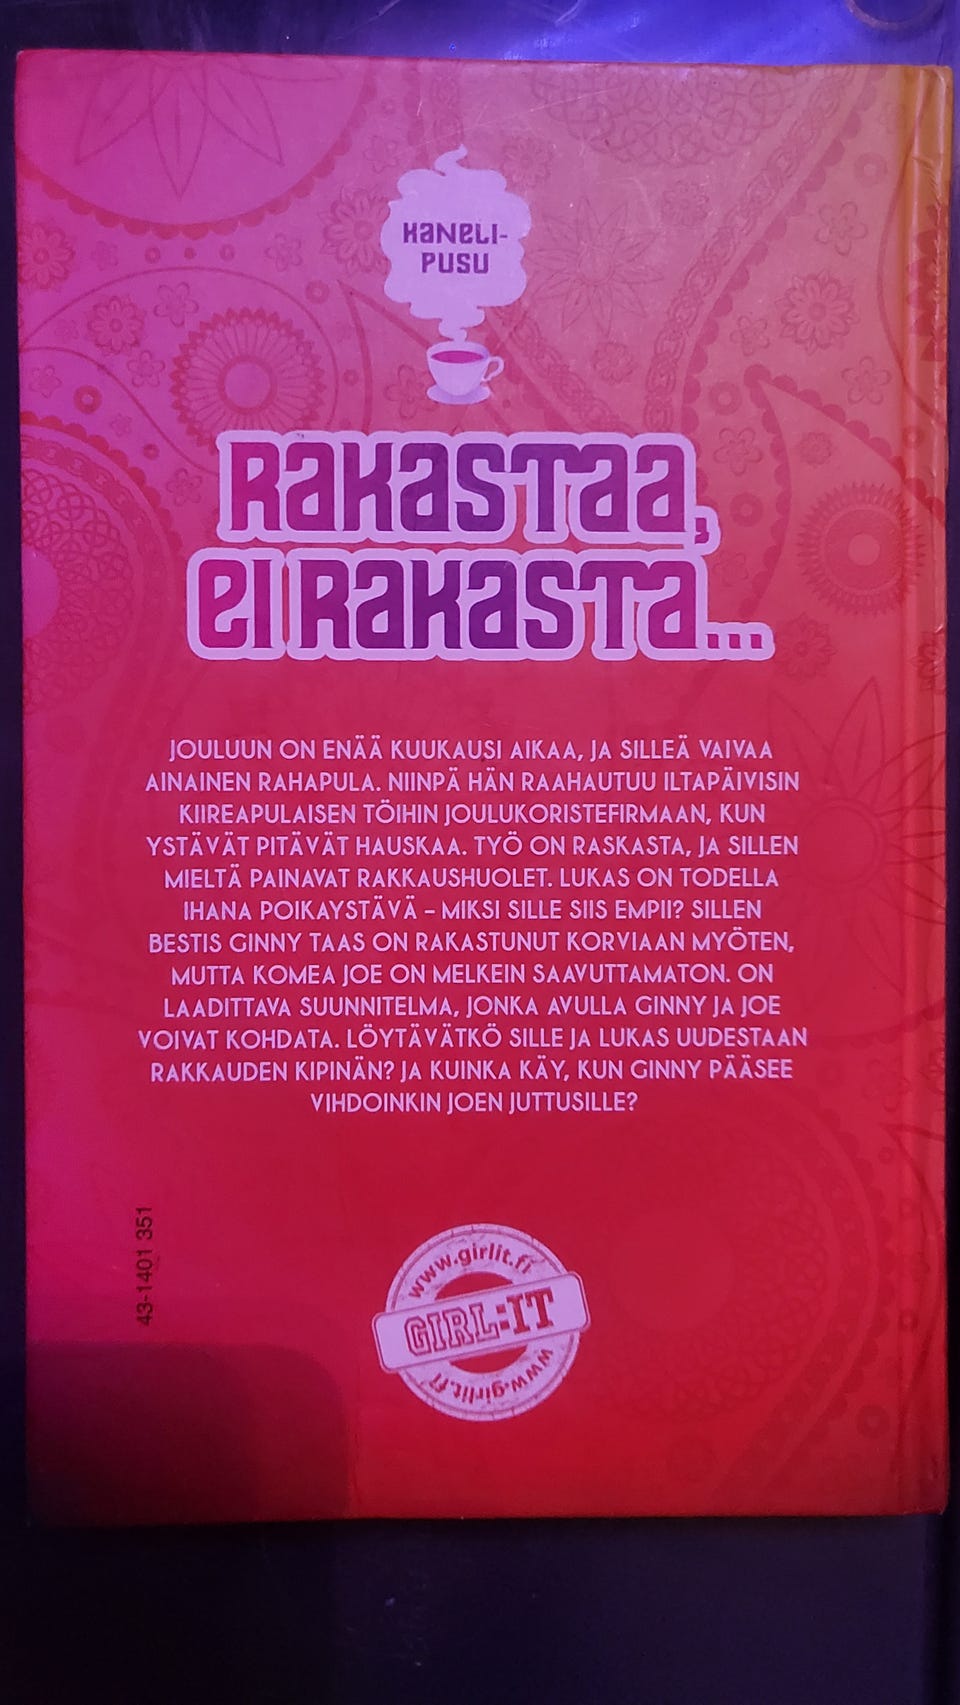 KANELI-
PUSU
RAKASTAA,
EI RAKASTA...
JOULUUN ON ENÄÄ KUUKAUSI AIKAA, JA SILLEÄ VAIVAA
AINAINEN RAHAPULA. NIINPÄ HÄN RAAHAUTUU ILTAPÄIVISIN
KIIREAPULAISEN TÖIHIN JOULUKORISTEFIRMAAN, KUN
YSTÄVÄT PITÄVÄT HAUSKAA. TYÖ ON RASKASTA, JA SILLEN
MIELTÄ PAINAVAT RAKKAUSHUOLET. LUKAS ON TODELLA
IHANA POIKAYSTÄVÄ – MIKSI SILLE SIIS EMPII? SILLEN
BESTIS GINNY TAAS ON RAKASTUNUT KORVIAAN MYÖTEN,
MUTTA KOMEA JOE ON MELKEIN SAAVUTTAMATON. ON
LAADITTAVA SUUNNITELMA, JONKA AVULLA GINNY JA JOE
VOIVAT KOHDATA. LÖYTÄVÄTKÖ SILLE JA LUKAS UUDESTAAN
RAKKAUDEN KIPINÄN? JA KUINKA KÄY, KUN GINNY PÄÄSEE
VIHDOINKIN JOEN JUTTUSILLE?
43-1401 351
www.girlit.fi
GIRL:IT
www.girlit.fi